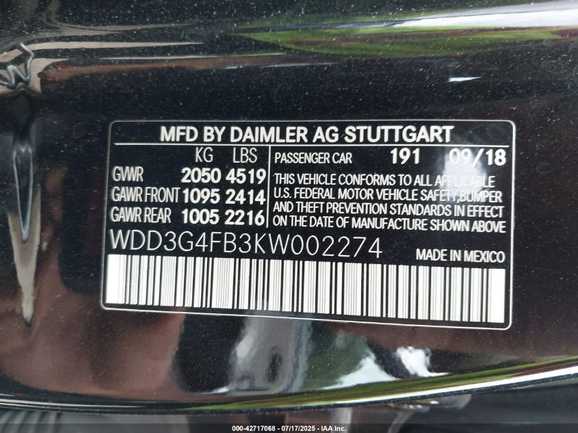 MFD BY DAIMLER AG STUTTGART
KG LBS PASSENGER CAR 191 09/18
GVWR 2050 4519 THIS VEHICLE CONFORMS TO ALL APPLICABLE
GAWR FRONT 1095 2414 U.S. FEDERAL MOTOR VEHICLE SAFETY,BUMPER
GAWR REAR 1005 2216 AND THEFT PREVENTION STANDARDS IN EFFECT
ON THE DATE OF MANUFACTURE SHOWN ABOVE
WDD3G4FB3KW002274
MADE IN MEXICO
000-42717068 - 07/17/2025 - IAA Inc.